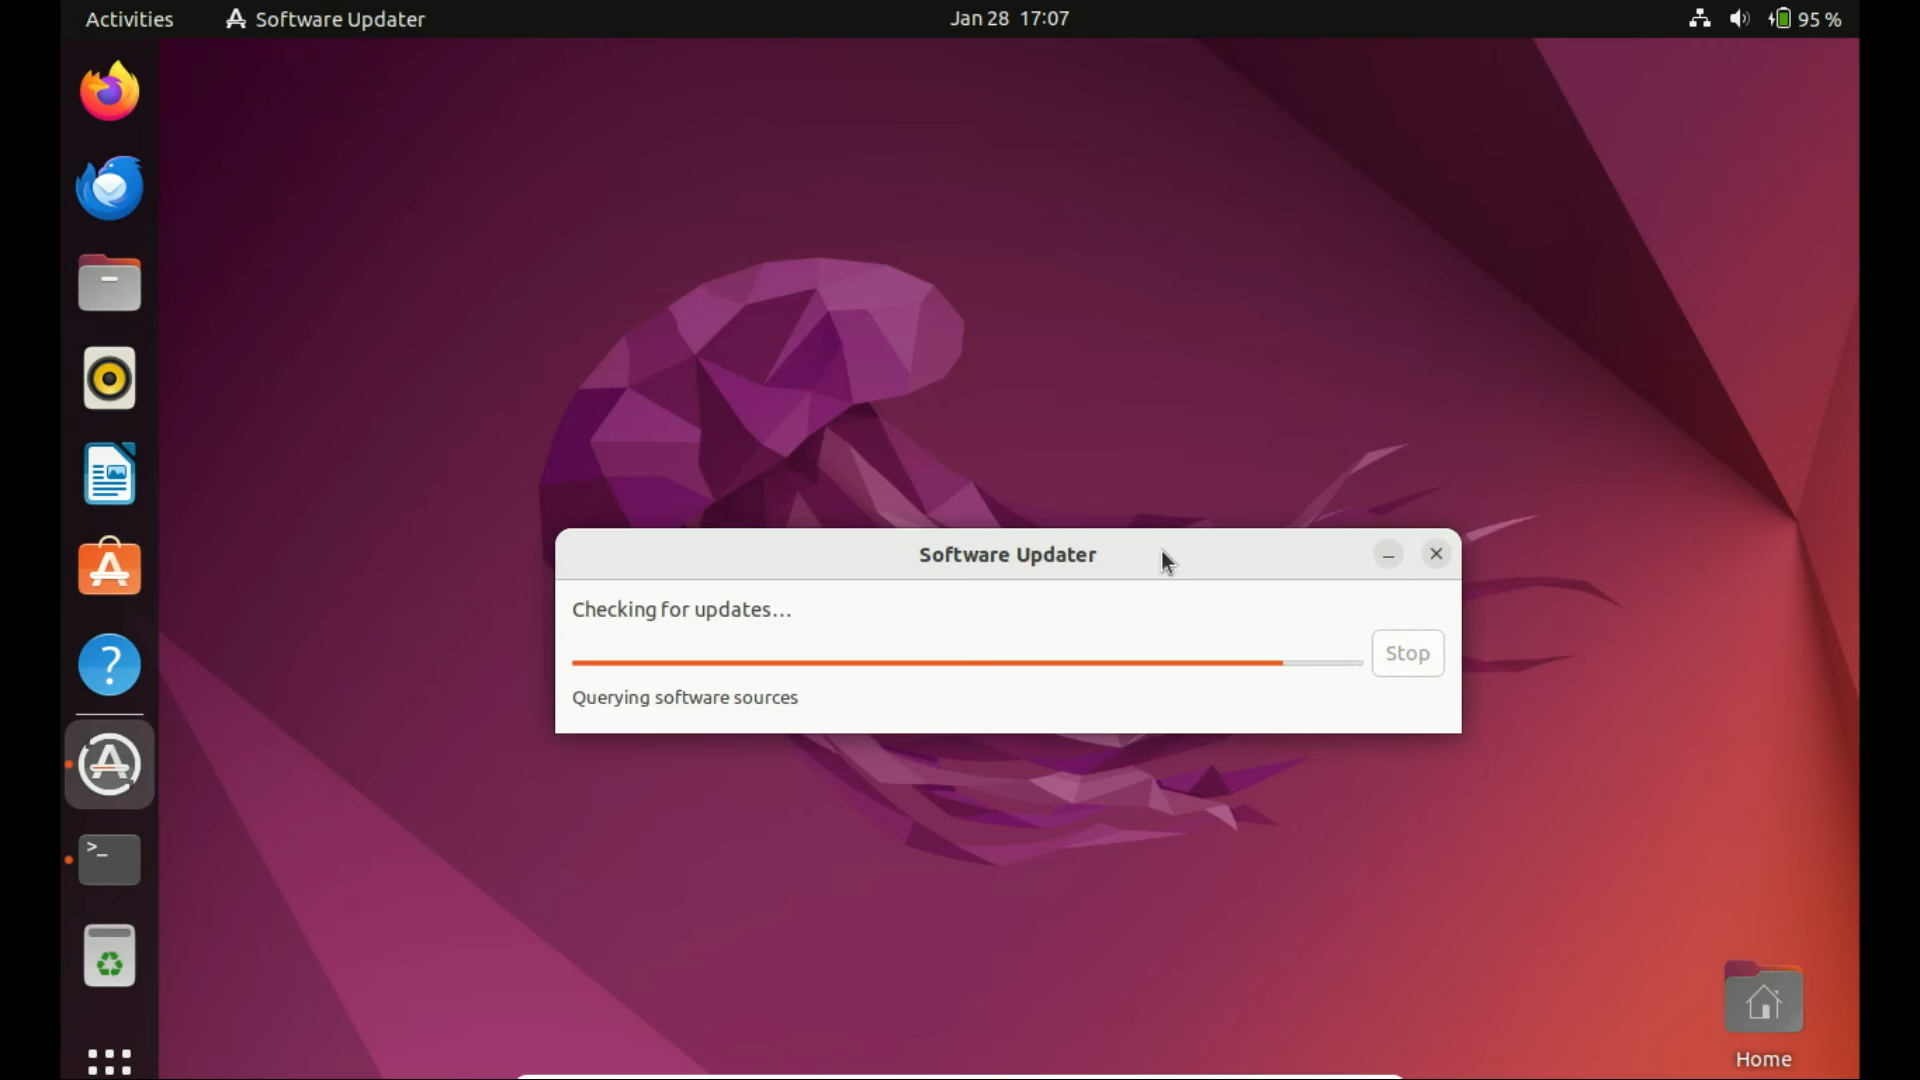 Activities
Software Updater
Jan 28 17:07
95 %
Software Updater
Checking for updates…
Stop
Querying software sources
Home